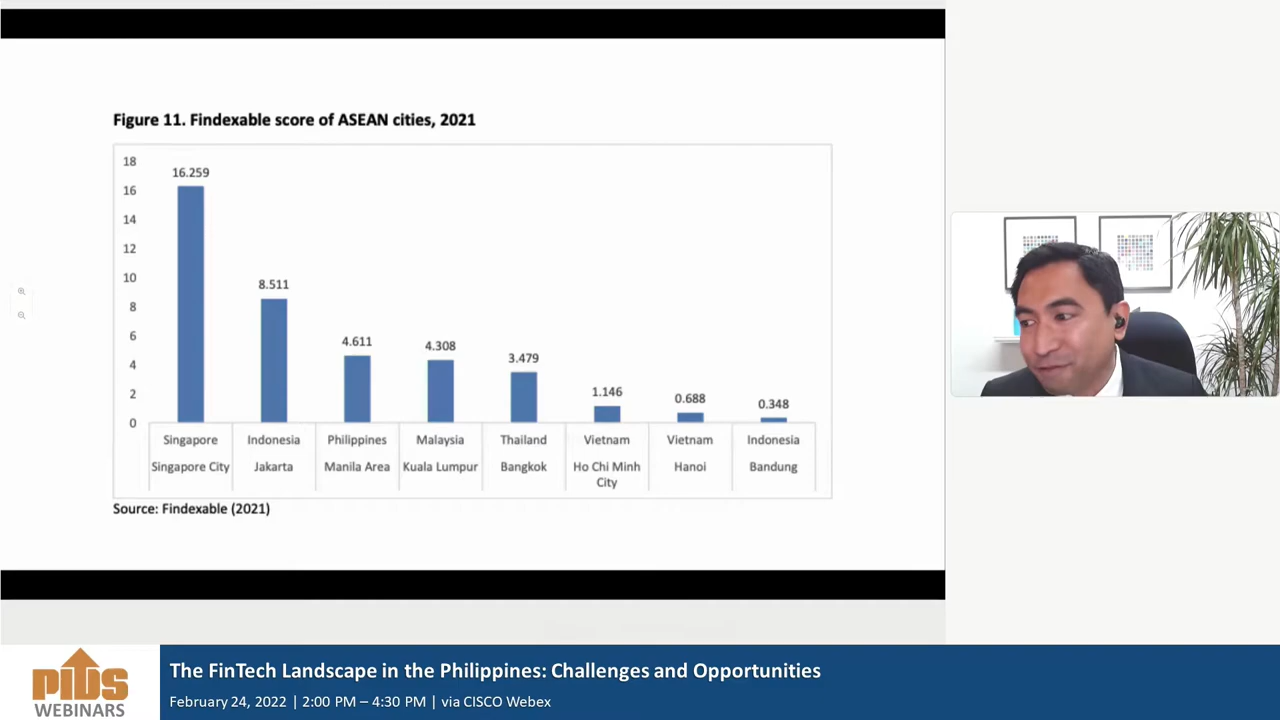 Figure 11. Findexable score of ASEAN cities, 2021
18
16
14
12
10
8
6
4
2
0
16.259
8.511
4.611
4.308
3.479
1.146
0.688
0.348
Singapore Indonesia Philippines Malaysia Thailand Vietnam Vietnam Indonesia
Singapore City Jakarta Manila Area Kuala Lumpur Bangkok Ho Chi Minh Hanoi Bandung
City
Source: Findexable (2021)
PIDS
WEBINARS
The FinTech Landscape in the Philippines: Challenges and Opportunities
February 24, 2022 | 2:00 PM – 4:30 PM | via CISCO Webex